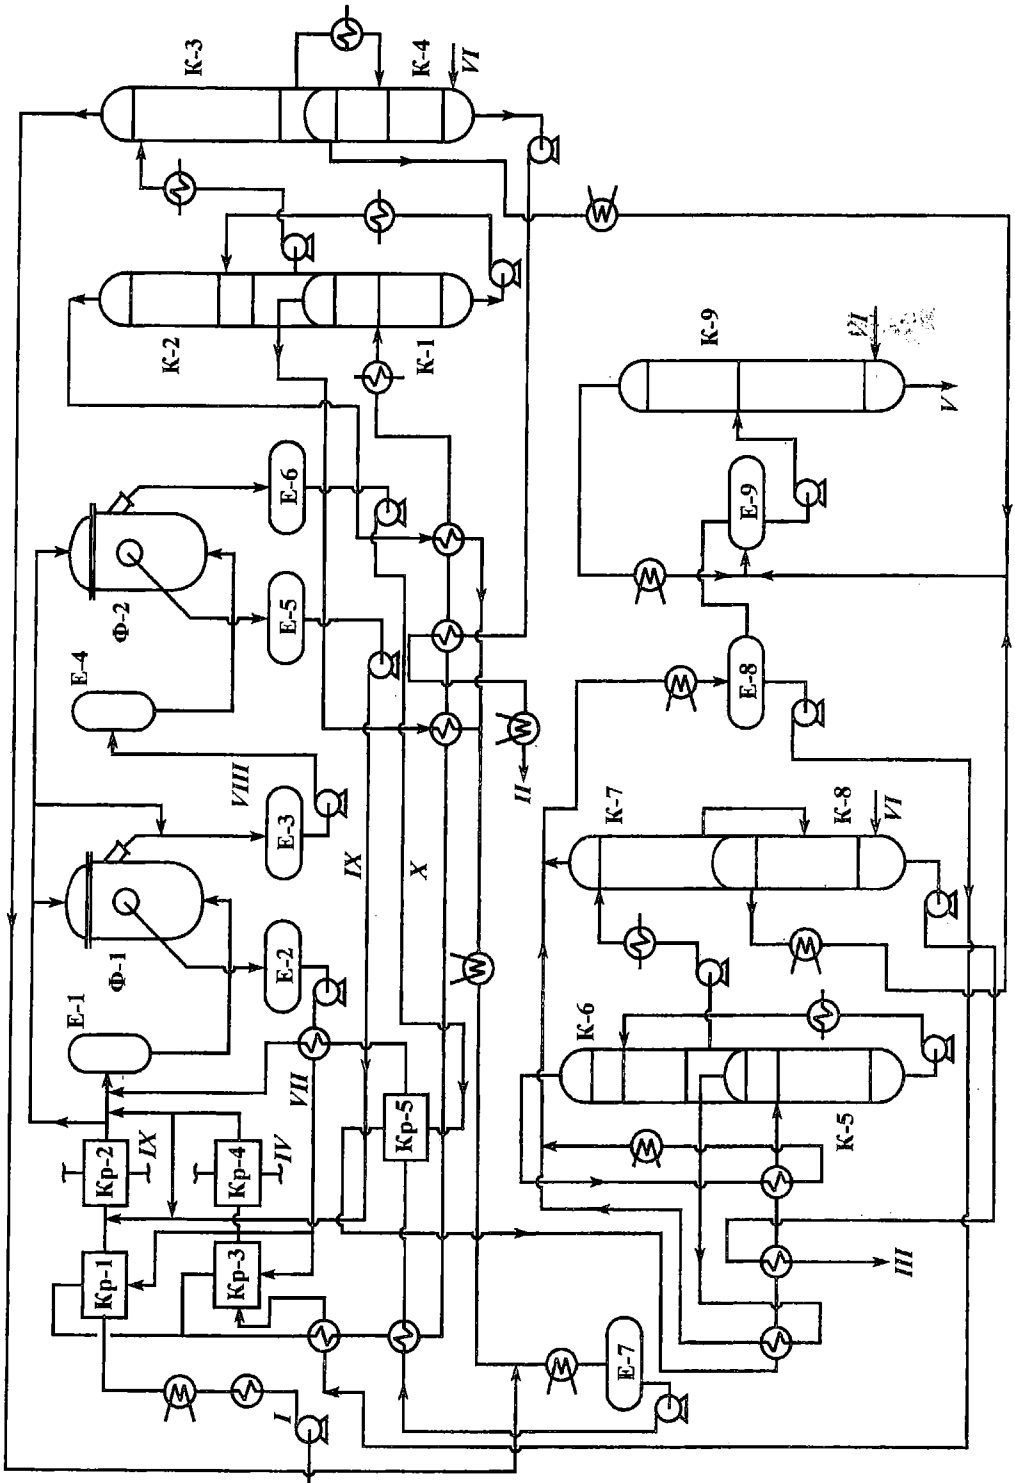 Кр-1
Кр-2
Е-1
Е-4
Ф-1
Ф-2
IX
К-2
К-3
Кр-3
Кр-4
VIII
I
IV
Е-2
Е-3
Е-5
Е-6
VII
IX
Кр-5
X
К-1
К-4
VI
II
К-6
К-7
Е-7
К-9
Е-8
Е-9
К-5
К-8
VI
VI
III
V